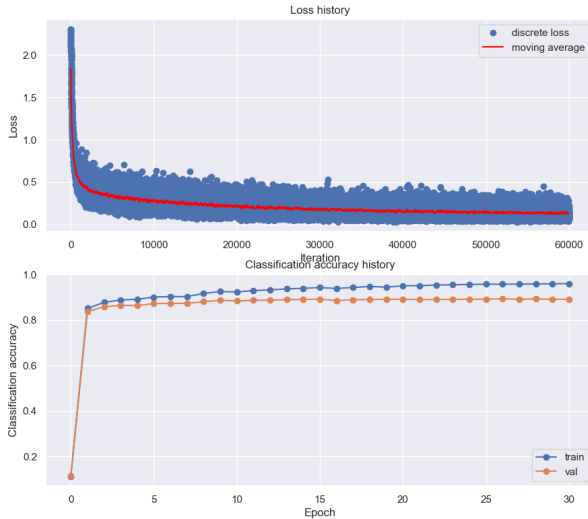 Loss history
discrete loss
moving average
2.0
1.5
1.0
0.5
0.0
Loss
0 10000 20000 30000 40000 50000 60000
Iteration
Classification accuracy history
1.0
0.8
0.6
0.4
0.2
Classification accuracy
train
val
0 5 10 15 20 25 30
Epoch